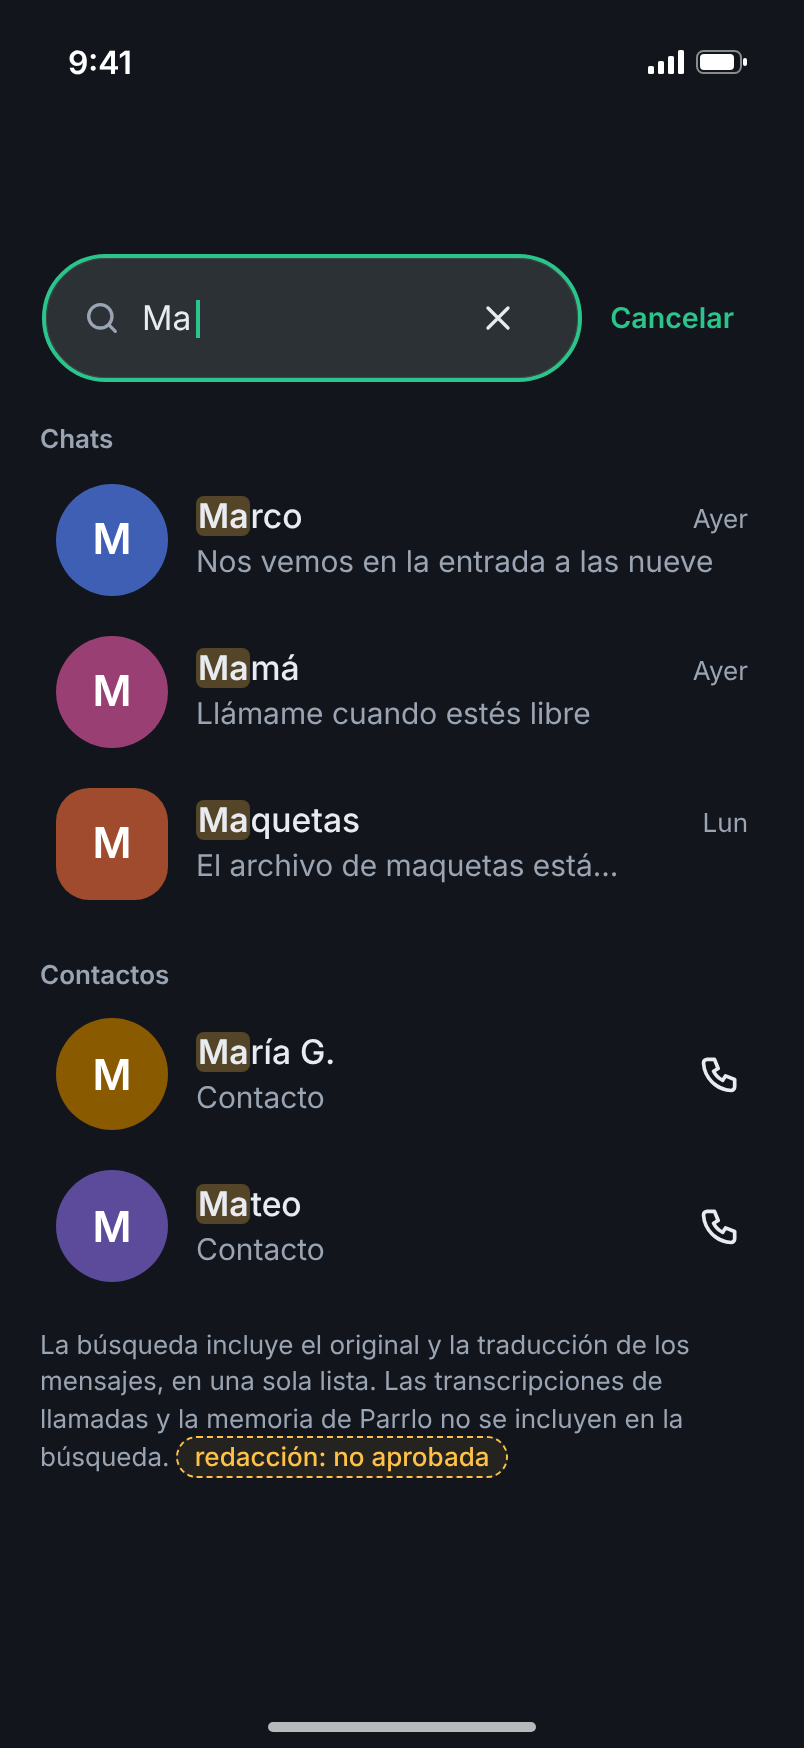 9:41
Ma
Cancelar
Chats
M
Marco
Ayer
Nos vemos en la entrada a las nueve
M
Mamá
Ayer
Llámame cuando estés libre
M
Maquetas
Lun
El archivo de maquetas está...
Contactos
M
María G.
Contacto
M
Mateo
Contacto
La búsqueda incluye el original y la traducción de los
mensajes, en una sola lista. Las transcripciones de
llamadas y la memoria de Parrlo no se incluyen en la
búsqueda. redacción: no aprobada